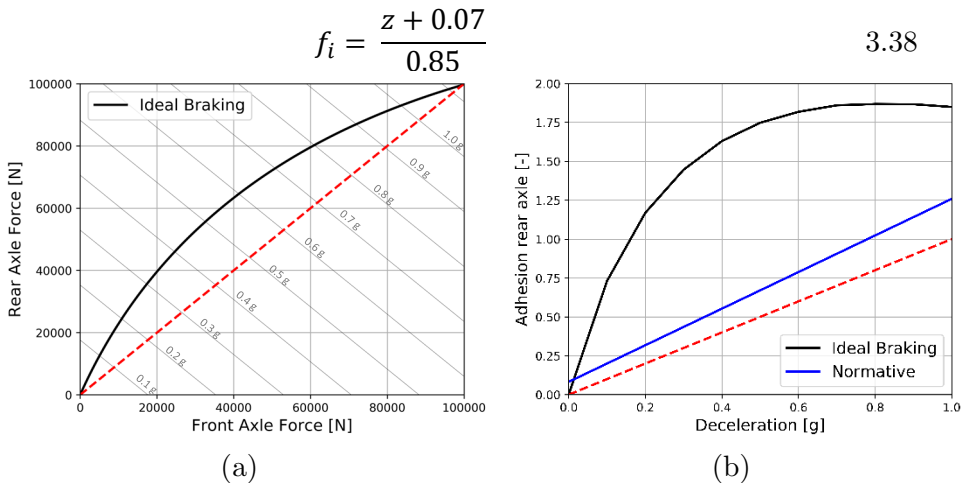 f_i = (z + 0.07)/0.85
3.38
Ideal Braking
100000
80000
60000
40000
20000
0
Rear Axle Force [N]
1.0 g
0.9 g
0.8 g
0.7 g
0.6 g
0.5 g
0.4 g
0.3 g
0.2 g
0.1 g
0 20000 40000 60000 80000 100000
Front Axle Force [N]
(a)
2.00
1.75
1.50
1.25
1.00
0.75
0.50
0.25
0.00
Adhesion rear axle [-]
Ideal Braking
Normative
0.0 0.2 0.4 0.6 0.8 1.0
Deceleration [g]
(b)